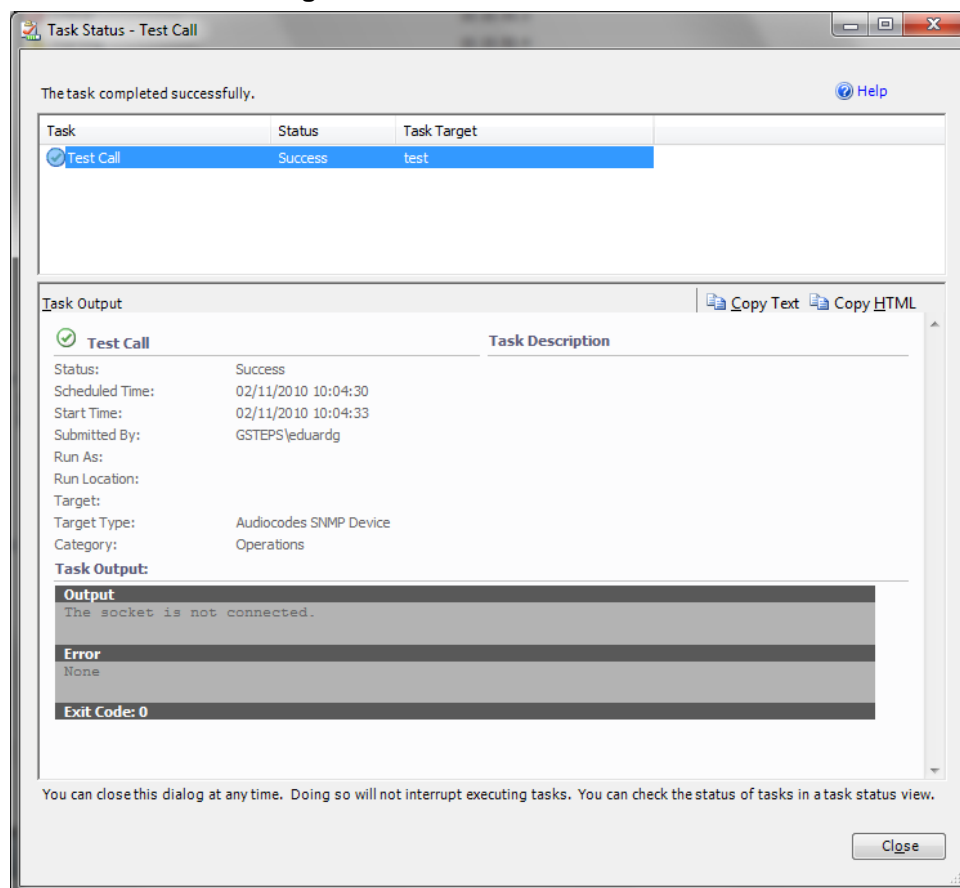 Task Status - Test Call
The task completed successfully.
Help
Task Status Task Target
Test Call Success test
Task Output
Copy Text Copy HTML
Test Call
Task Description
Status: Success
Scheduled Time: 02/11/2010 10:04:30
Start Time: 02/11/2010 10:04:33
Submitted By: GSTEPS\eduardg
Run As:
Run Location:
Target:
Target Type: Audiocodes SNMP Device
Category: Operations
Task Output:
Output
The socket is not connected.
Error
None
Exit Code: 0
You can close this dialog at any time. Doing so will not interrupt executing tasks. You can check the status of tasks in a task status view.
Close